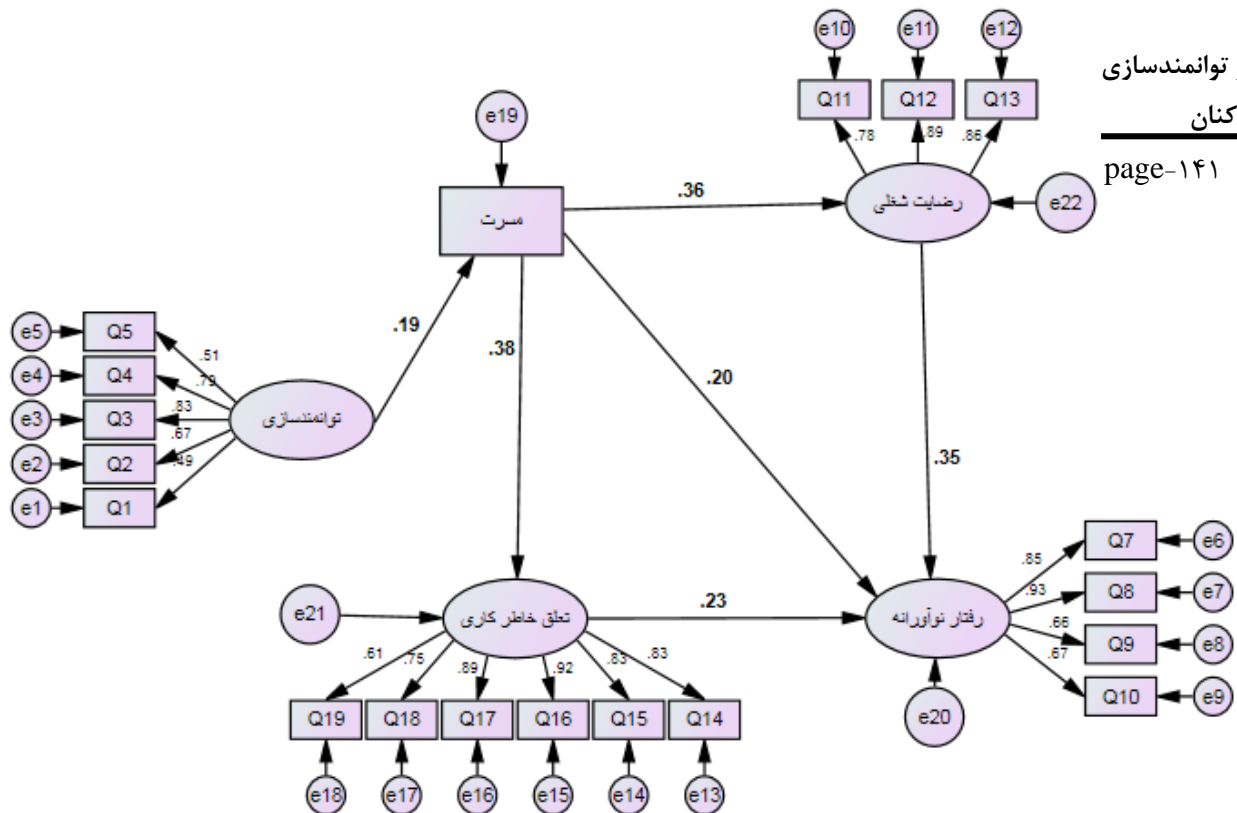 e10
e11
e12
توانمندسازی
کنان
page-۱۴۱
Q11
Q12
Q13
.78
.89
.86
e19
مسرت
.36
رضایت شغلی
e22
.19
.38
.20
.35
e5
Q5
e4
Q4
e3
Q3
e2
Q2
e1
Q1
.51
.79
.83
.67
.49
توانمندسازی
e21
تعلق خاطر کاری
.23
رفتار نوآورانه
e20
.85
.93
.66
.67
Q7
e6
Q8
e7
Q9
e8
Q10
e9
.61
.75
.89
.92
.83
.83
Q19
Q18
Q17
Q16
Q15
Q14
e18
e17
e16
e15
e14
e13